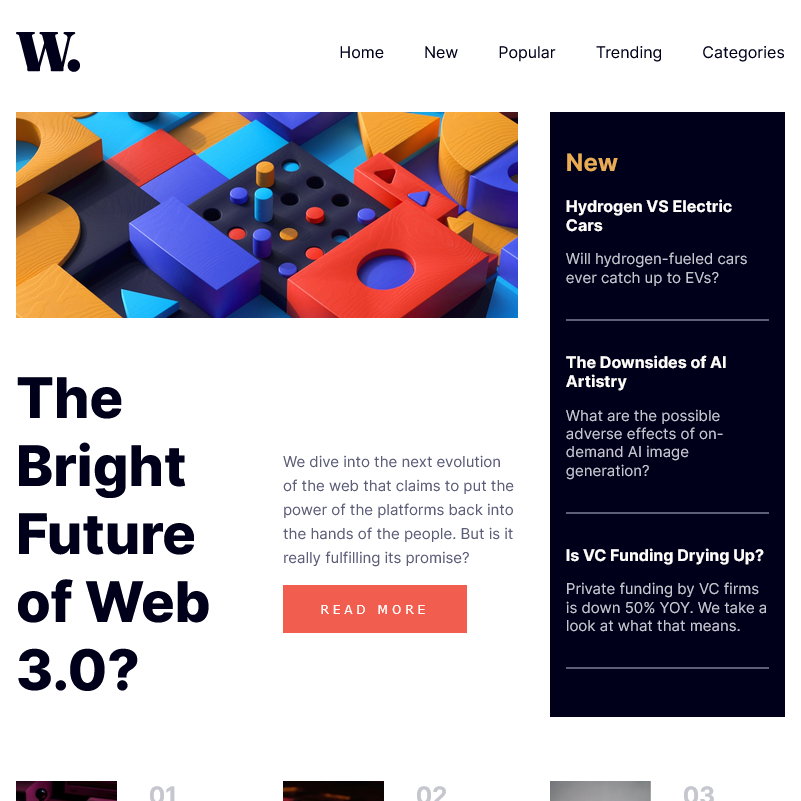 W.
Home New Popular Trending Categories
The
Bright
Future
of Web
3.0?
We dive into the next evolution
of the web that claims to put the
power of the platforms back into
the hands of the people. But is it
really fulfilling its promise?
READ MORE
New
Hydrogen VS Electric
Cars
Will hydrogen-fueled cars
ever catch up to EVs?
The Downsides of AI
Artistry
What are the possible
adverse effects of on-
demand AI image
generation?
Is VC Funding Drying Up?
Private funding by VC firms
is down 50% YOY. We take a
look at what that means.
01
02
03